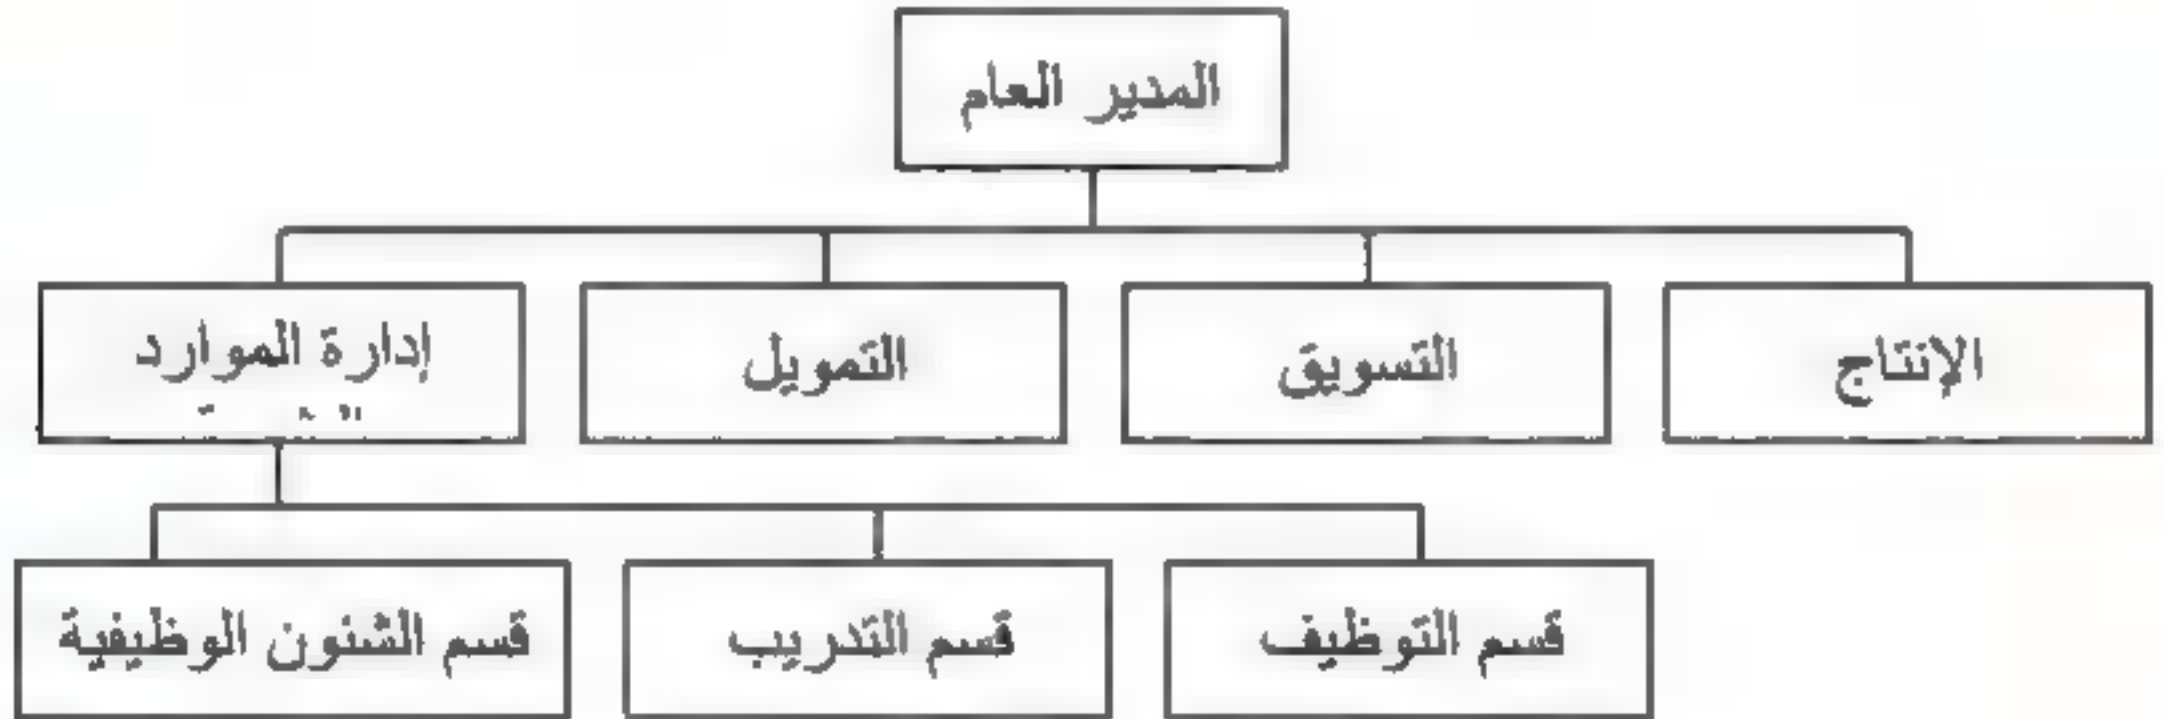 المدير العام
الإنتاج
التسويق
التمويل
إدارة الموارد
قسم التوظيف
قسم التدريب
قسم الشئون الوظيفية